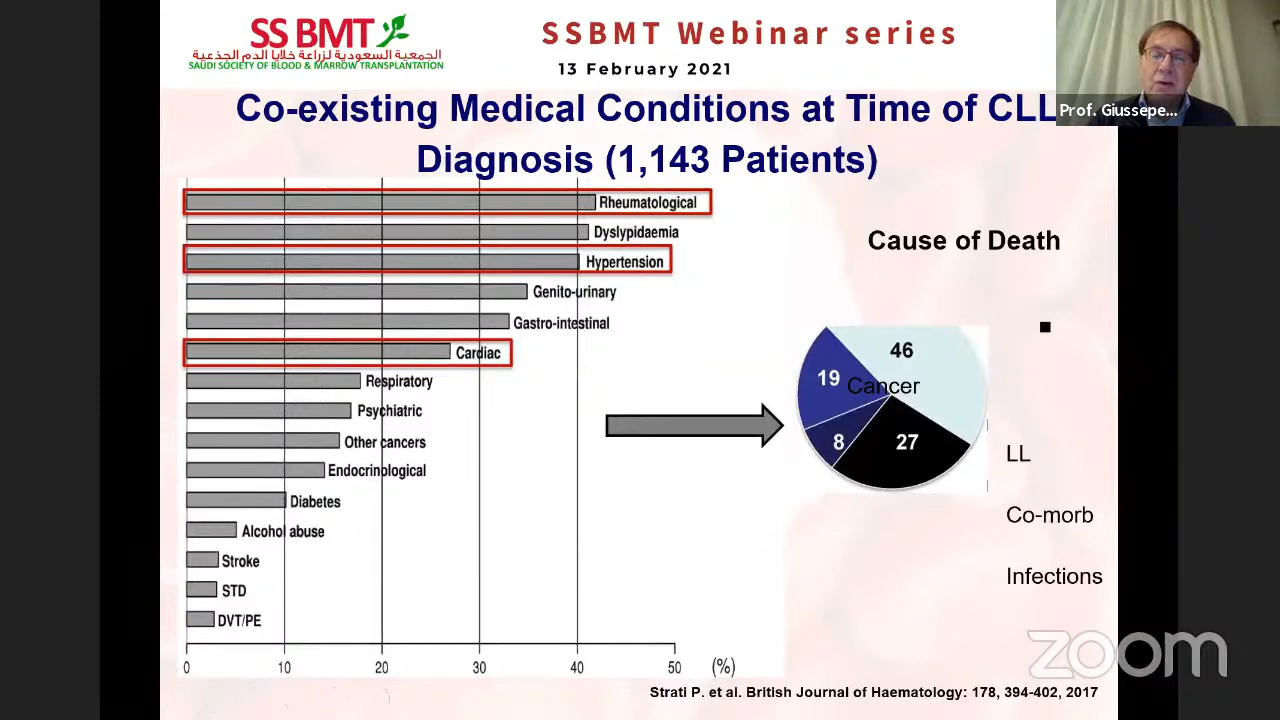 SS BMT
الجمعية السعودية لزراعة خلايا الدم الجذعية
SAUDI SOCIETY OF BLOOD & MARROW TRANSPLANTATION
SSBMT Webinar series
13 February 2021
Prof. Giussepe...
Co-existing Medical Conditions at Time of CLL
Diagnosis (1,143 Patients)
Rheumatological
Dyslypidaemia
Hypertension
Genito-urinary
Gastro-intestinal
Cardiac
Respiratory
Psychiatric
Other cancers
Endocrinological
Diabetes
Alcohol abuse
Stroke
STD
DVT/PE
0 10 20 30 40 50 (%)
Cause of Death
46
19
Cancer
8
27
LL
Co-morb
Infections
zoom
Strati P. et al. British Journal of Haematology: 178, 394-402, 2017